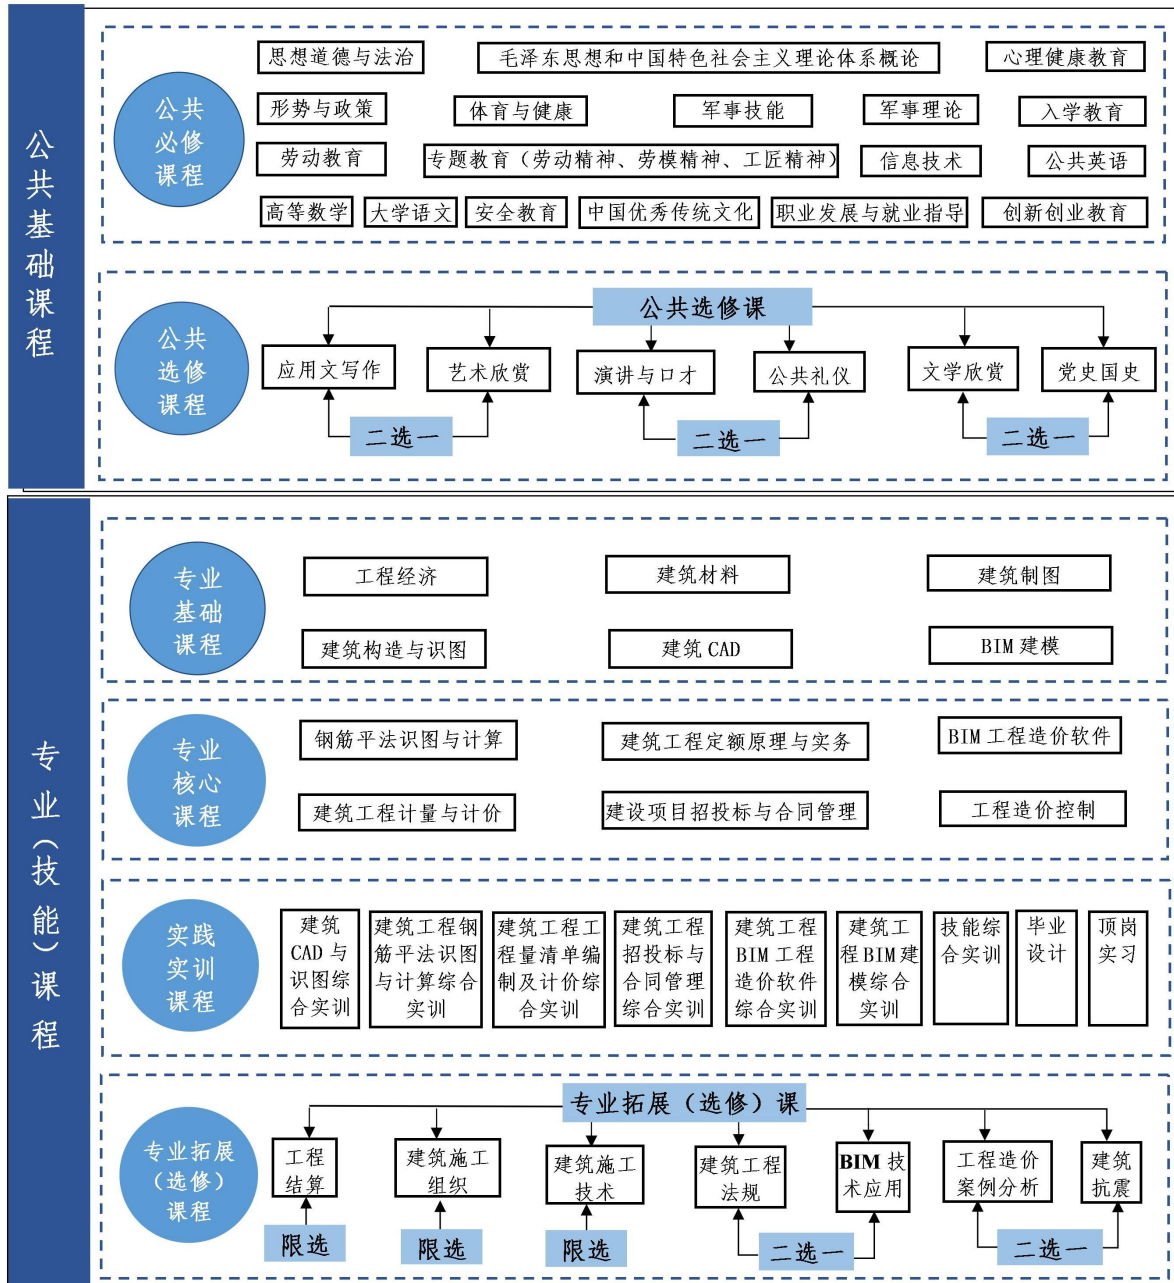 公共基础课程
公共
必修
课程
思想道德与法治
毛泽东思想和中国特色社会主义理论体系概论
心理健康教育
形势与政策
体育与健康
军事技能
军事理论
入学教育
劳动教育
专题教育（劳动精神、劳模精神、工匠精神）
信息技术
公共英语
高等数学
大学语文
安全教育
中国优秀传统文化
职业发展与就业指导
创新创业教育
公共
选修
课程
公共选修课
应用文写作
艺术欣赏
演讲与口才
公共礼仪
文学欣赏
党史国史
二选一
二选一
二选一
专业（技能）课程
专业
基础
课程
工程经济
建筑材料
建筑制图
建筑构造与识图
建筑 CAD
BIM 建模
专业
核心
课程
钢筋平法识图与计算
建筑工程定额原理与实务
BIM 工程造价软件
建筑工程计量与计价
建设项目招投标与合同管理
工程造价控制
实践
实训
课程
建筑
CAD 与
识图综
合实训
建筑工程钢
筋平法识图
与计算综合
实训
建筑工程工
程量清单编
制及计价综
合实训
建筑工程
招投标与
合同管理
综合实训
建筑工程
BIM 工程
造价软件
综合实训
建筑工
程 BIM 建
模综合
实训
技能综
合实训
毕业
设计
顶岗
实习
专业拓展
（选修）
课程
专业拓展（选修）课
工程
结算
建筑施工
组织
建筑施工
技术
建筑工程
法规
BIM 技
术应用
工程造价
案例分析
建筑
抗震
限选
限选
限选
二选一
二选一